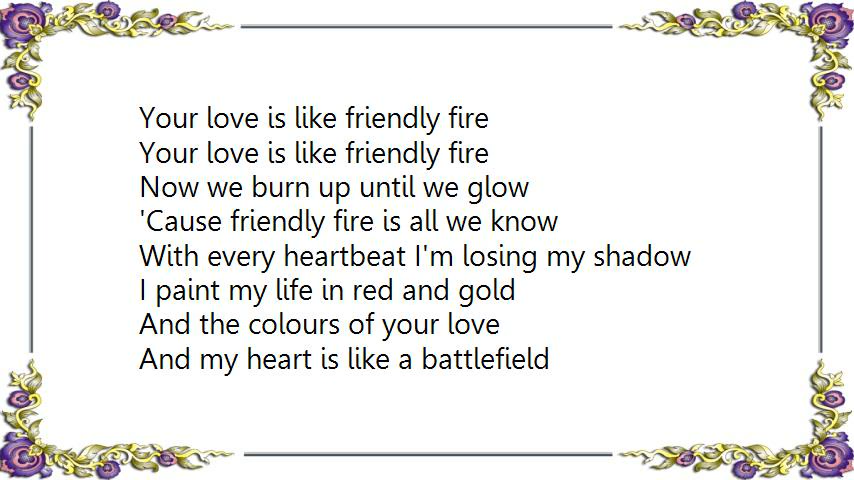 Your love is like friendly fire
Your love is like friendly fire
Now we burn up until we glow
'Cause friendly fire is all we know
With every heartbeat I'm losing my shadow
I paint my life in red and gold
And the colours of your love
And my heart is like a battlefield